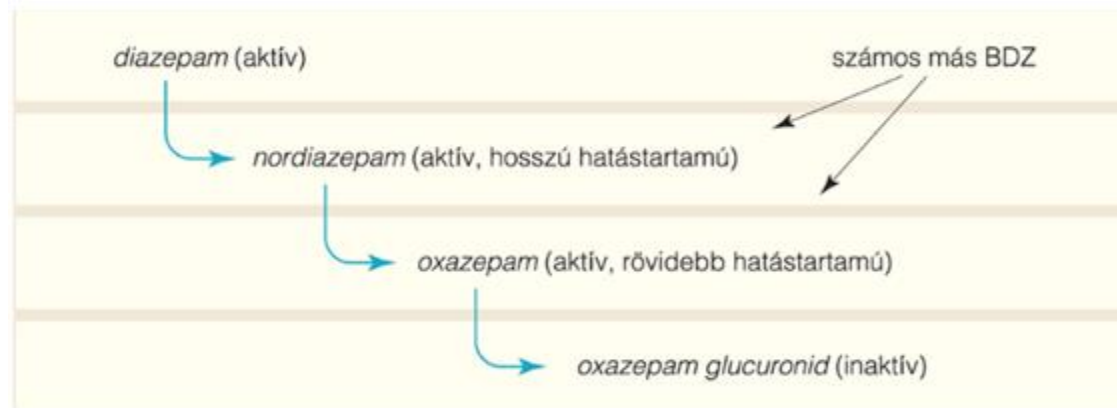 diazepam (aktív)
számos más BDZ
nordiazepam (aktív, hosszú hatástartamú)
oxazepam (aktív, rövidebb hatástartamú)
oxazepam glucuronid (inaktív)